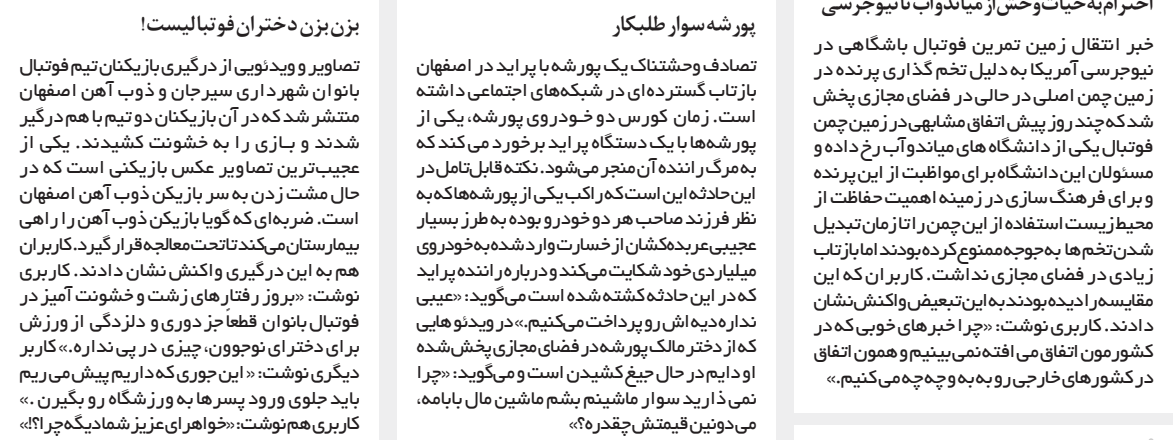 احترام به حیات وحش از میاندوآب تا نیوجرسی
خبر انتقال زمین تمرین فوتبال باشگاهی در
نیوجرسی آمریکا به دلیل تخم گذاری پرنده در
زمین چمن اصلی در حالی در فضای مجازی پخش
شد که چند روز پیش اتفاق مشابهی در زمین چمن
فوتبال یکی از دانشگاه های میاندوآب رخ داده و
مسئولان این دانشگاه برای مواظبت از این پرنده
و برای فرهنگ سازی در زمینه اهمیت حفاظت از
محیط زیست استفاده از این چمن را تا زمان تبدیل
شدن تخم ها به جوجه ممنوع کرده بودند اما بازتاب
زیادی در فضای مجازی نداشت. کاربران که این
مقایسه را دیده بودند به این تبعیض واکنش نشان
دادند. کاربری نوشت: «چرا خبرهای خوبی که در
کشورمون اتفاق می افته نمی بینیم و همون اتفاق
در کشورهای خارجی رو به به و چه چه می کنیم.»
پورشه سوار طلبکار
تصادف وحشتناک یک پورشه با پراید در اصفهان
بازتاب گسترده ای در شبکه‌های اجتماعی داشته
است. زمان کورس دو خودروی پورشه، یکی از
پورشه‌ها با یک دستگاه پراید برخورد می کند که
به مرگ راننده آن منجر می‌شود. نکته قابل تامل در
این حادثه این است که راکب یکی از پورشه‌ها که به
نظر فرزند صاحب هر دو خودرو بوده به طرز بسیار
عجیبی عربده‌کشان از خسارت وارد شده به خودروی
میلیاردی خود شکایت می‌کند و درباره راننده پراید
که در این حادثه کشته شده است می‌گوید: «عیبی
نداره دیه اش رو پرداخت می‌کنیم.» در ویدئو هایی
که از دختر مالک پورشه در فضای مجازی پخش شده
او دایم در حال جیغ کشیدن است و می‌گوید: «چرا
نمی ذارید سوار ماشینم بشم ماشین مال بابامه،
می دونین قیمتش چقدره؟»
بزن بزن دختران فوتبالیست!
تصاویر و ویدئویی از درگیری بازیکنان تیم فوتبال
بانوان شهرداری سیرجان و ذوب آهن اصفهان
منتشر شد که در آن بازیکنان دو تیم با هم درگیر
شدند و بازی را به خشونت کشیدند. یکی از
عجیب‌ترین تصاویر عکس بازیکنی است که در
حال مشت زدن به سر بازیکن ذوب آهن اصفهان
است. ضربه‌ای که گویا بازیکن ذوب آهن را راهی
بیمارستان می‌کند تا تحت معالجه قرار گیرد. کاربران
هم به این درگیری واکنش نشان دادند. کاربری
نوشت: «بروز رفتارهای زشت و خشونت آمیز در
فوتبال بانوان قطعاً جز دوری و دلزدگی از ورزش
برای دخترای نوجوون، چیزی در پی نداره.» کاربر
دیگری نوشت: « این جوری که داریم پیش می ریم
باید جلوی ورود پسرها به ورزشگاه رو بگیرن .»
کاربری هم نوشت: «خواهرای عزیز شما دیگه چرا؟!»